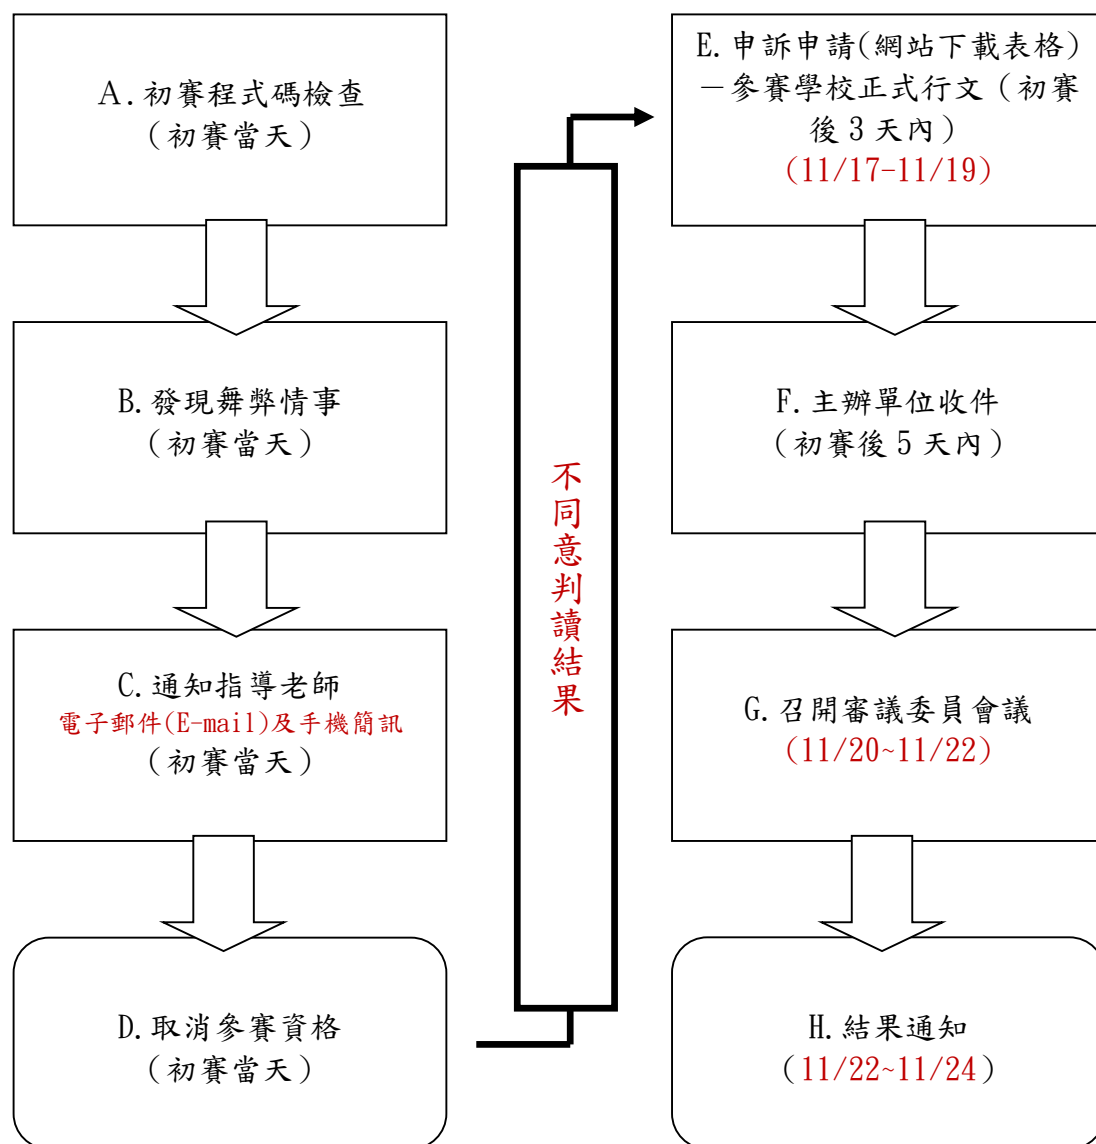 A.初賽程式碼檢查
(初賽當天)
B.發現舞弊情事
(初賽當天)
C.通知指導老師
電子郵件(E-mail)及手機簡訊
(初賽當天)
D.取消參賽資格
(初賽當天)
不同意判讀結果
E.申訴申請(網站下載表格)
－參賽學校正式行文(初賽
後 3 天內)
(11/17-11/19)
F.主辦單位收件
(初賽後 5 天內)
G.召開審議委員會議
(11/20~11/22)
H.結果通知
(11/22~11/24)